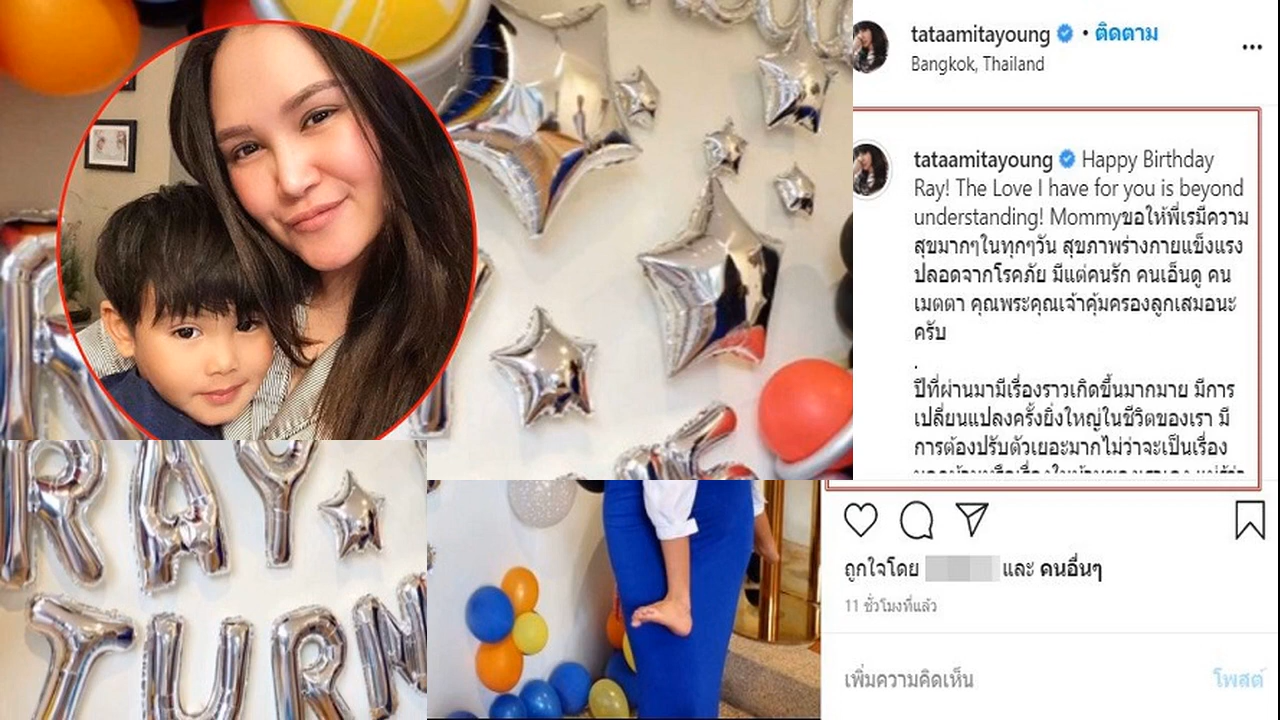 RAY
TURN
tataamitayoung • ติดตาม
Bangkok, Thailand
tataamitayoung Happy Birthday
Ray! The Love I have for you is beyond
understanding! Mommyขอให้พี่เรมีความ
สุขมากๆในทุกๆวัน สุขภาพร่างกายแข็งแรง
ปลอดจากโรคภัย มีแต่คนรัก คนเอ็นดู คน
เมตตา คุณพระคุณเจ้าคุ้มครองลูกเสมอนะ
ครับ
.
ปีที่ผ่านมามีเรื่องราวเกิดขึ้นมากมาย มีการ
เปลี่ยนแปลงครั้งยิ่งใหญ่ในชีวิตของเรา มี
การต้องปรับตัวเยอะมากไม่ว่าจะเป็นเรื่อง
ถูกใจโดย และ คนอื่นๆ
11 ชั่วโมงที่แล้ว
เพิ่มความคิดเห็น โพสต์